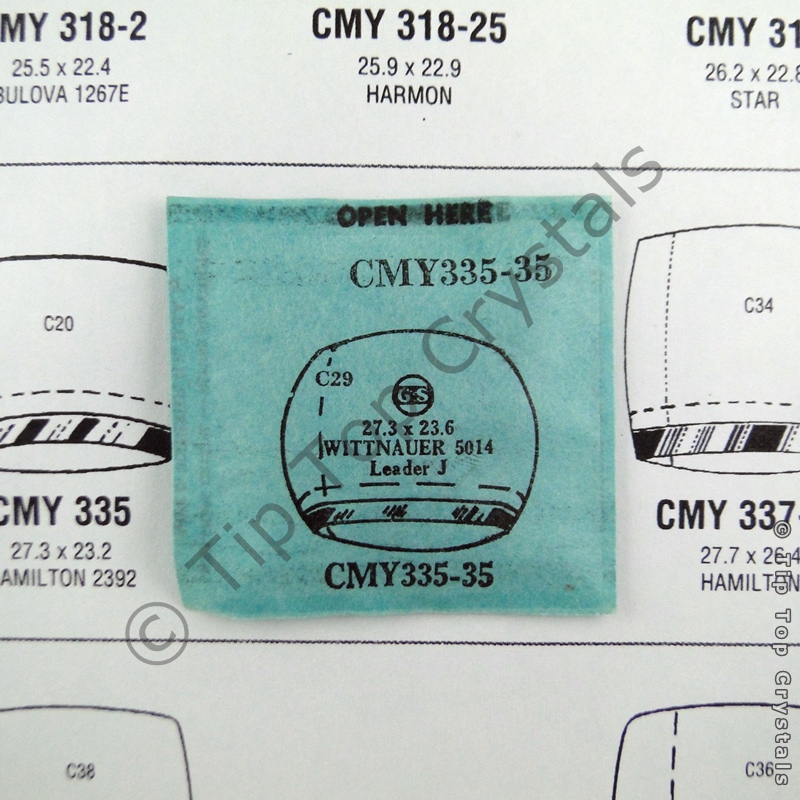 MY 318-2
25.5 x 22.4
BULOVA 1267E
CMY 318-25
25.9 x 22.9
HARMON
CMY 31
26.2 x 22.8
STAR
OPEN HERE
CMY335-35
C29
GS
27.3 x 23.6
WITTNAUER 5014
Leader J
CMY335-35
C20
CMY 335
27.3 x 23.2
AMILTON 2392
C34
CMY 337-
27.7 x 26.4
HAMILTON
C38
C36
© Tip Top Crystals
© Tip Top Crystals